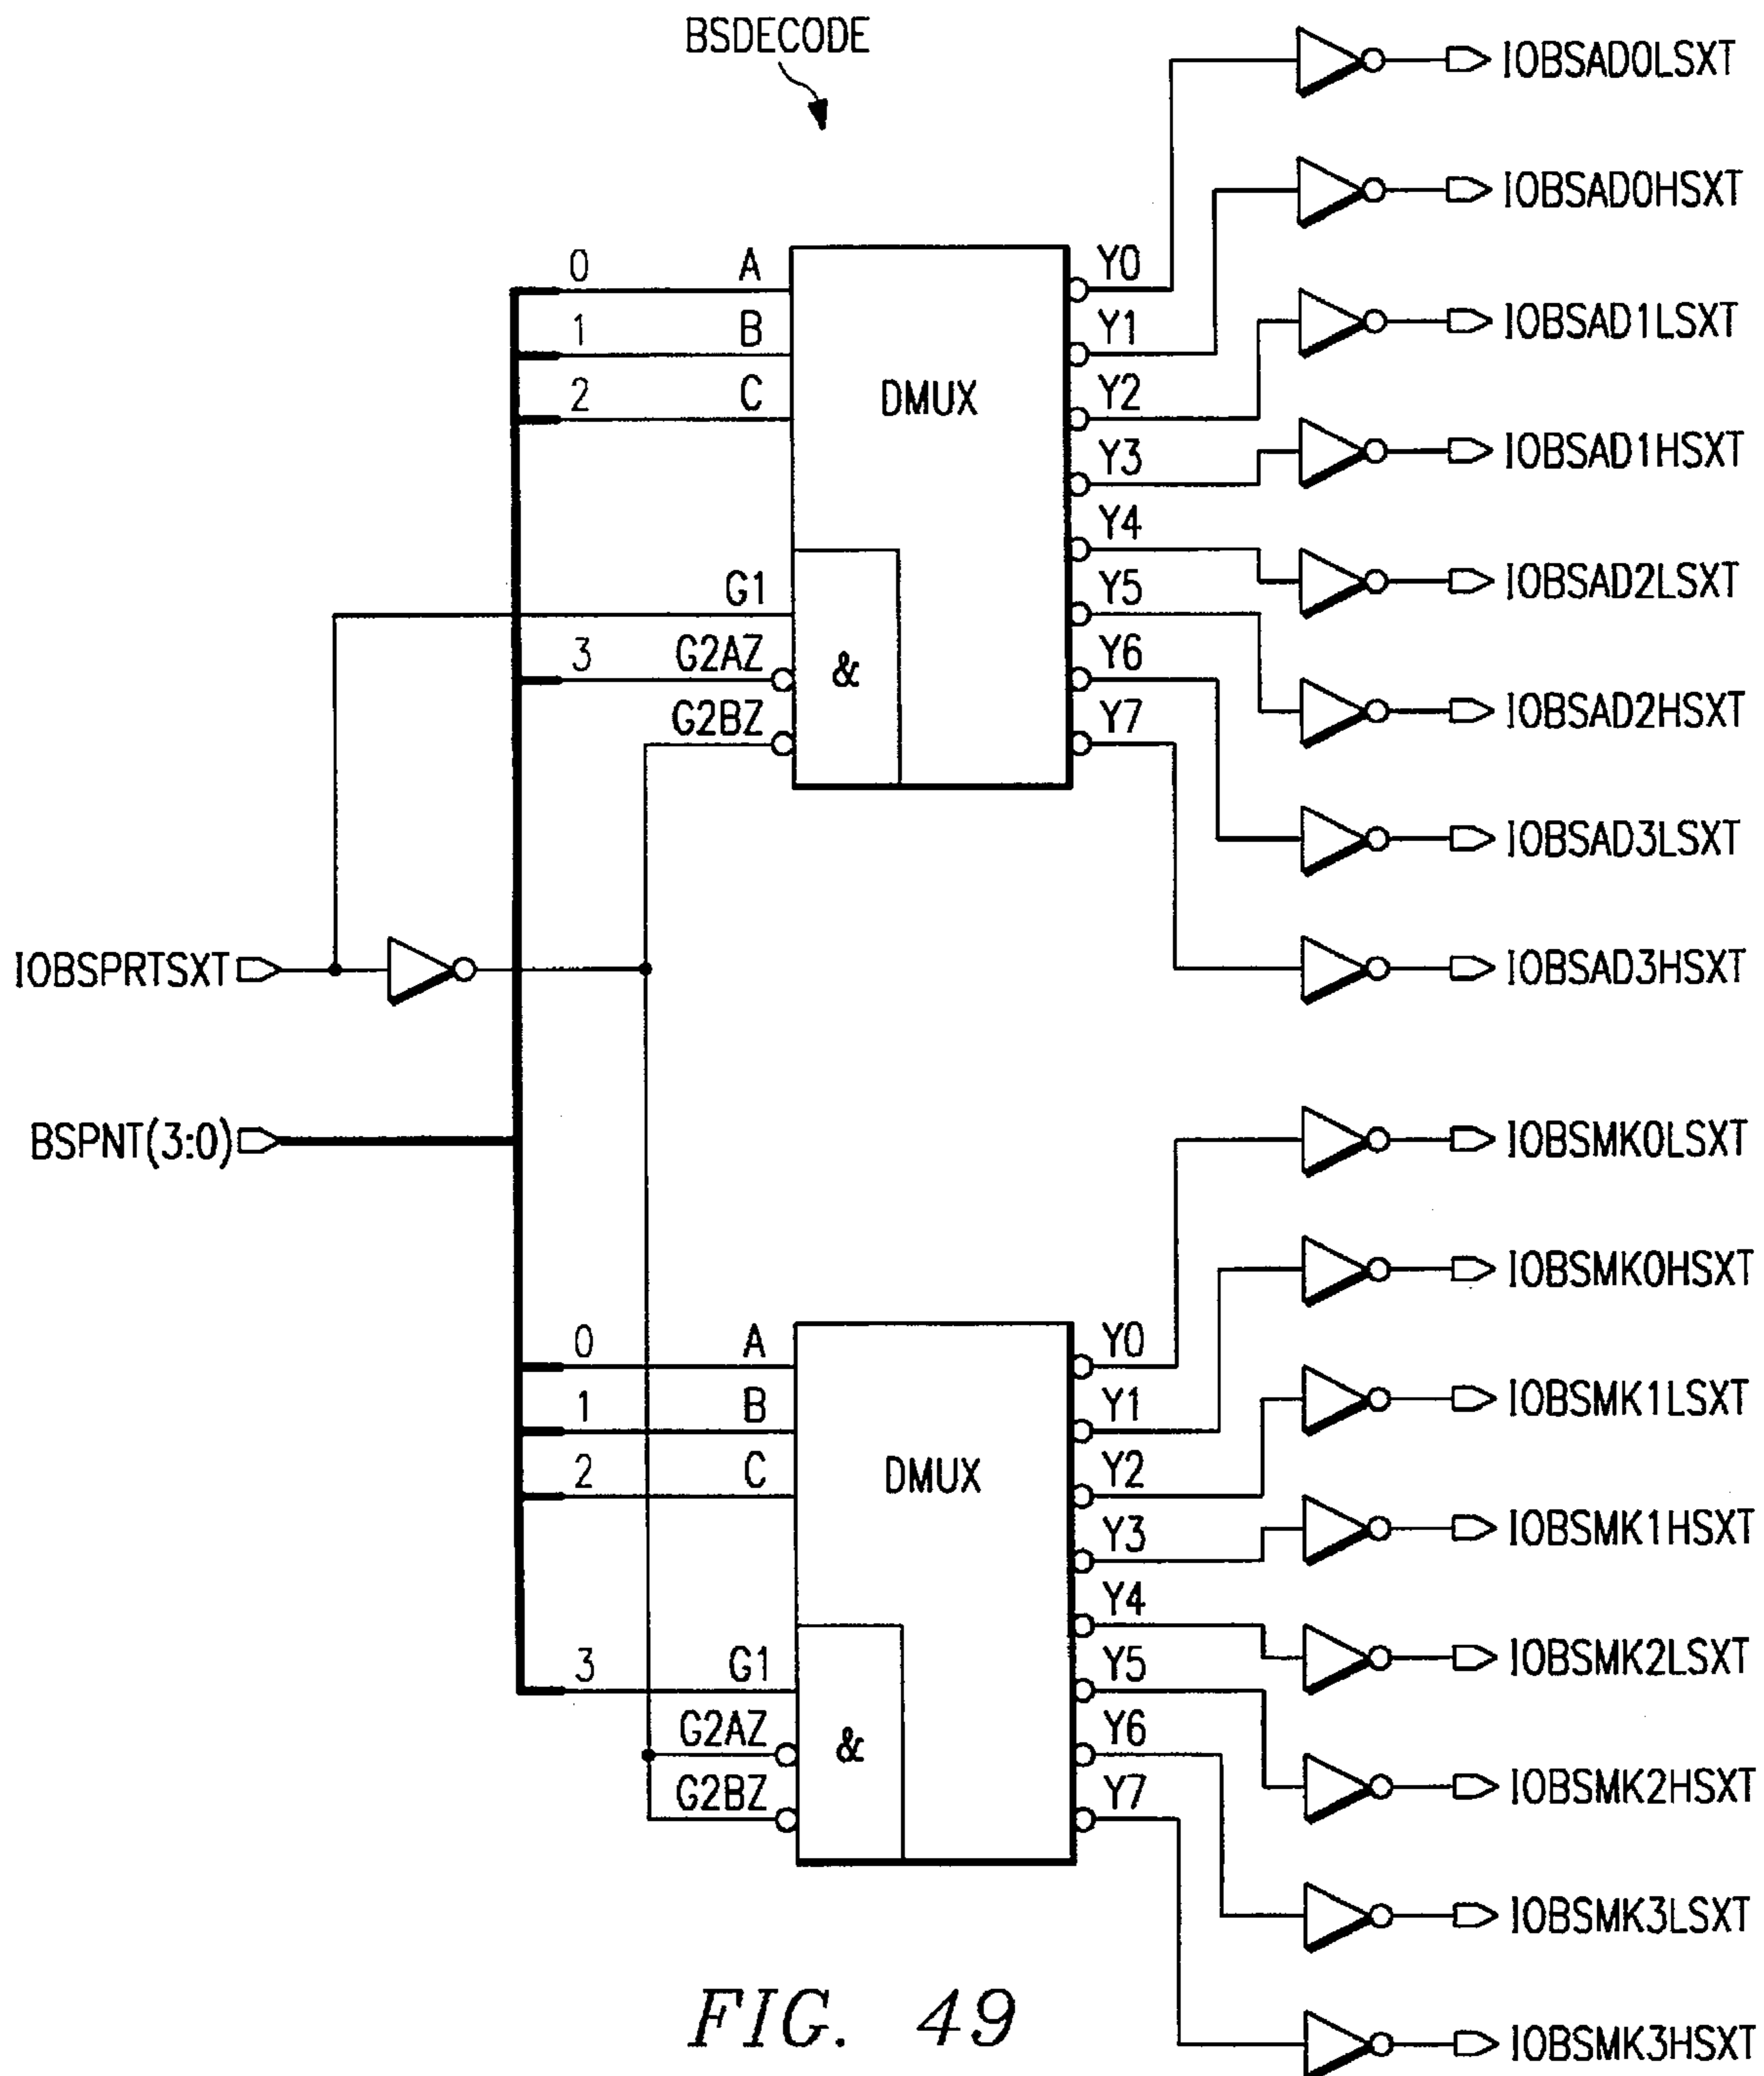 BSDECODE
IOBSAD0LSXT
IOBSAD0HSXT
0 A Y0
1 B Y1 IOBSAD1LSXT
2 C DMUX Y2
Y3 IOBSAD1HSXT
Y4
G1 Y5 IOBSAD2LSXT
3 G2AZ & Y6
G2BZ Y7 IOBSAD2HSXT
IOBSAD3LSXT
IOBSPRTSXT IOBSAD3HSXT
BSPNT(3:0) IOBSMK0LSXT
IOBSMK0HSXT
0 A Y0
1 B Y1 IOBSMK1LSXT
2 C DMUX Y2
Y3 IOBSMK1HSXT
Y4
3 G1 Y5 IOBSMK2LSXT
G2AZ & Y6
G2BZ Y7 IOBSMK2HSXT
IOBSMK3LSXT
FIG. 49
IOBSMK3HSXT